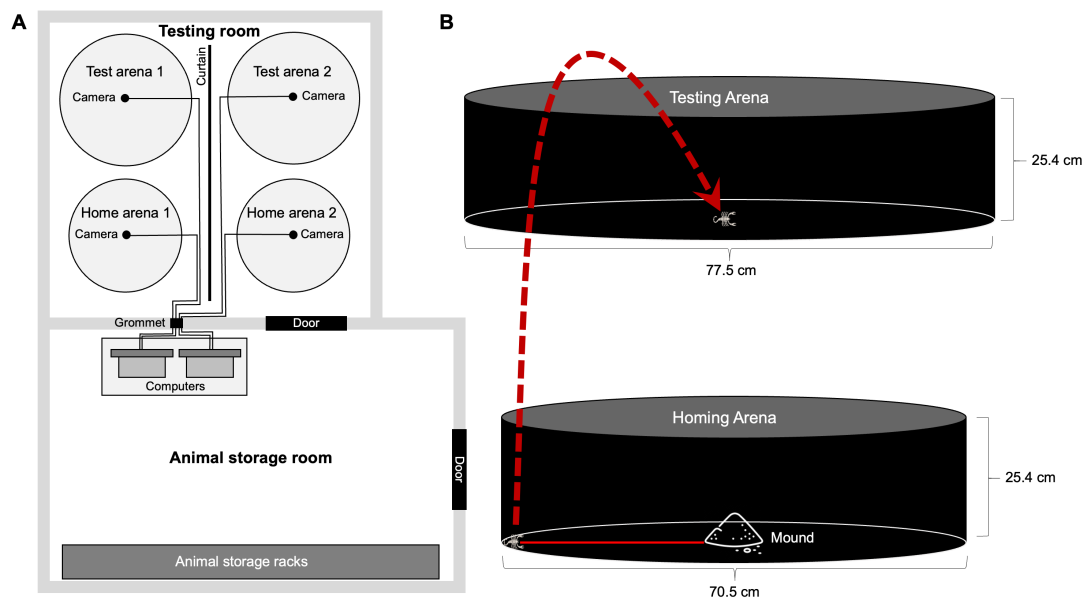 A
Testing room
Test arena 1
Camera
Curtain
Test arena 2
Camera
Home arena 1
Camera
Home arena 2
Camera
Grommet
Door
Computers
Animal storage room
Door
Animal storage racks
B
Testing Arena
25.4 cm
77.5 cm
Homing Arena
25.4 cm
Mound
70.5 cm